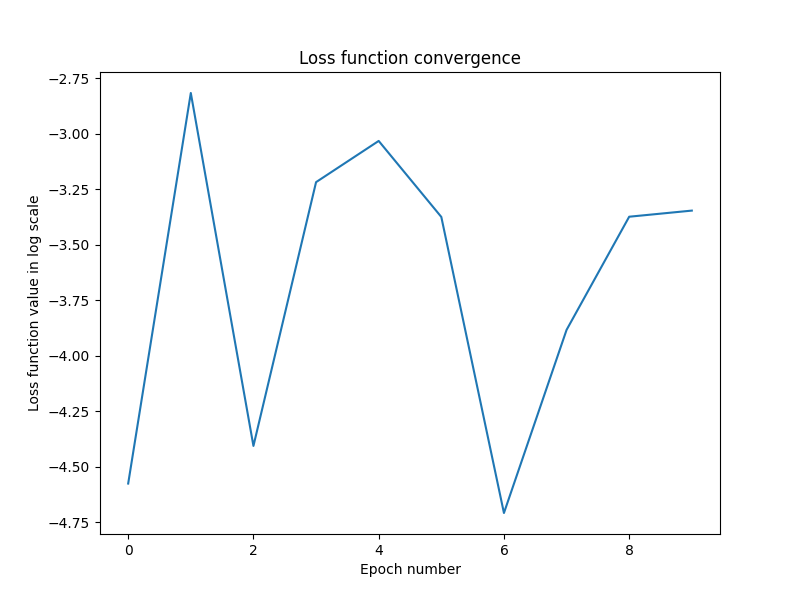 Loss function convergence
−2.75
−3.00
−3.25
−3.50
−3.75
−4.00
−4.25
−4.50
−4.75
Loss function value in log scale
0 2 4 6 8
Epoch number